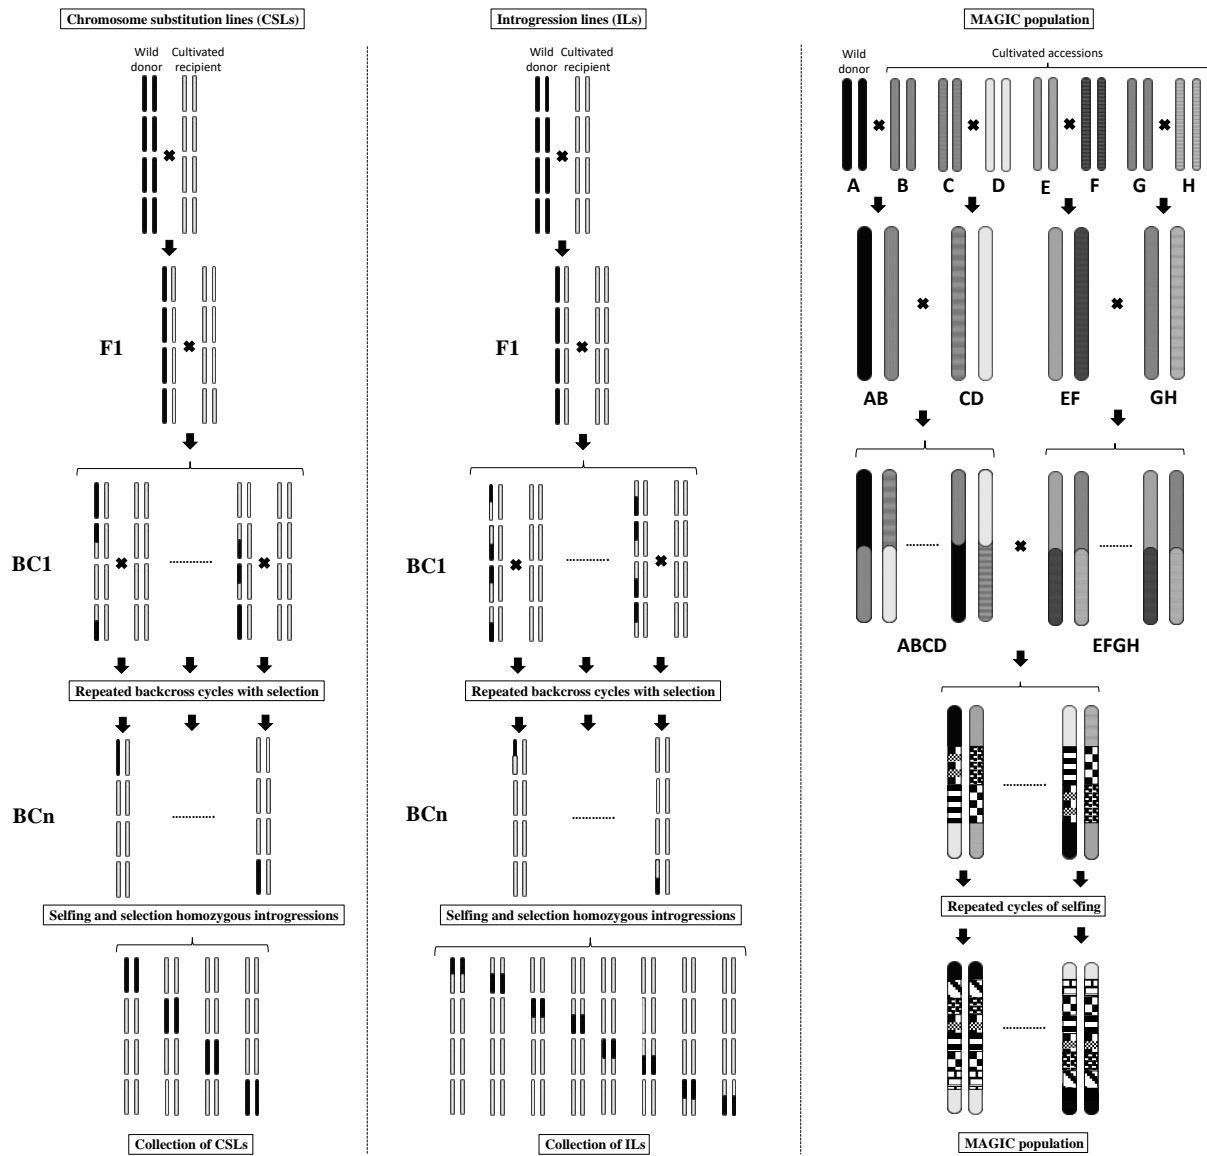 Chromosome substitution lines (CSLs)
Wild donor
Cultivated recipient
F1
BC1
Repeated backcross cycles with selection
BCn
Selfing and selection homozygous introgressions
Collection of CSLs
Introgression lines (ILs)
Wild donor
Cultivated recipient
F1
BC1
Repeated backcross cycles with selection
BCn
Selfing and selection homozygous introgressions
Collection of ILs
MAGIC population
Wild donor
Cultivated accessions
A B C D E F G H
AB CD EF GH
ABCD EFGH
Repeated cycles of selfing
MAGIC population